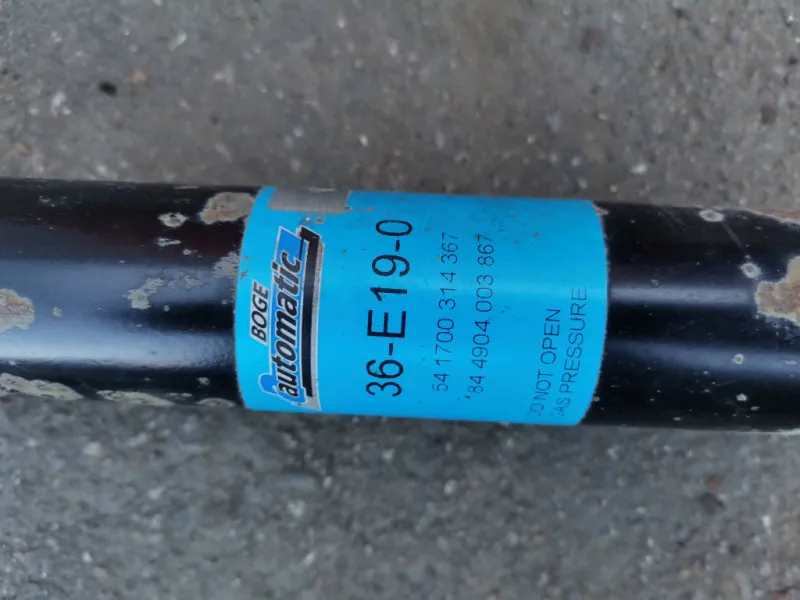 BOGE
automatic
36-E19-0
54 1700 314 367
84 4904 003 867
DO NOT OPEN
GAS PRESSURE